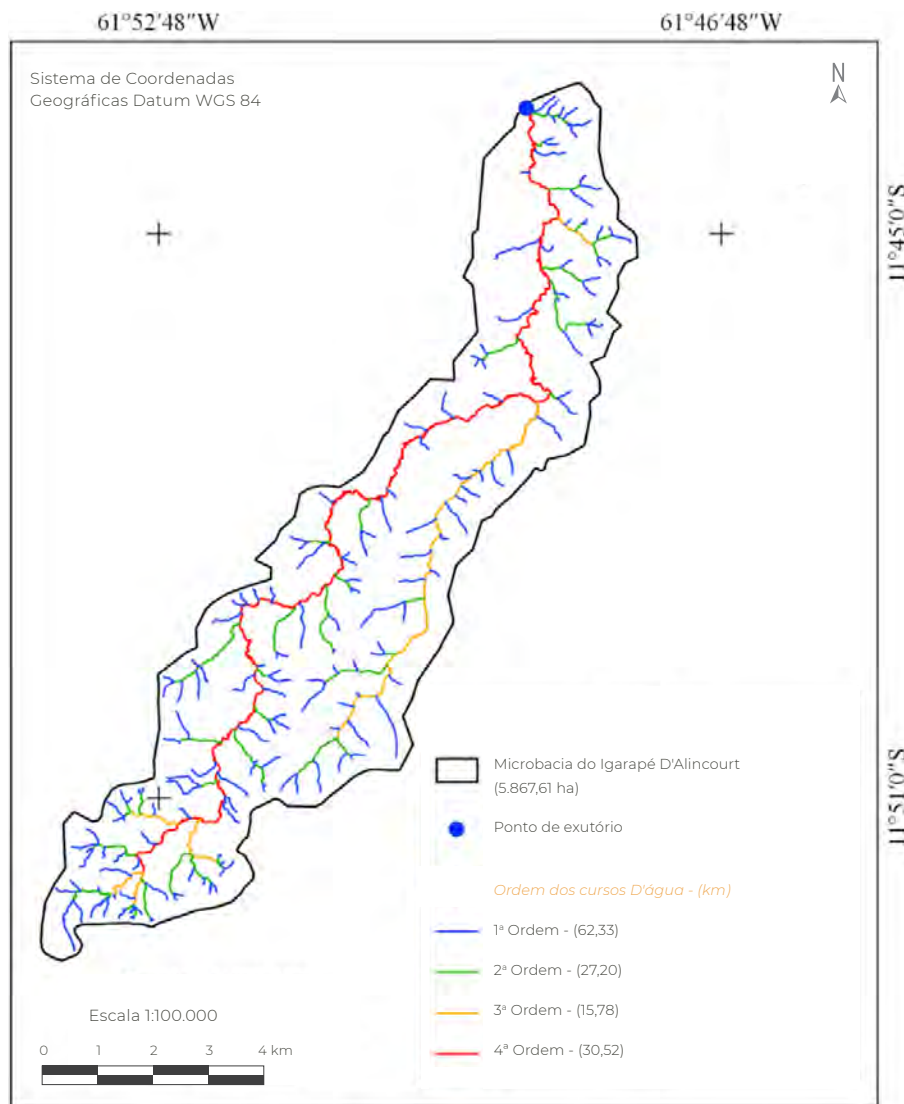 61°52'48"W
61°46'48"W
Sistema de Coordenadas
Geográficas Datum WGS 84
N
11°45'0"S
11°51'0"S
Microbacia do Igarapé D'Alincourt
(5.867,61 ha)
Ponto de exutório
Ordem dos cursos D'água - (km)
1ª Ordem - (62,33)
2ª Ordem - (27,20)
3ª Ordem - (15,78)
4ª Ordem - (30,52)
Escala 1:100.000
0 1 2 3 4 km